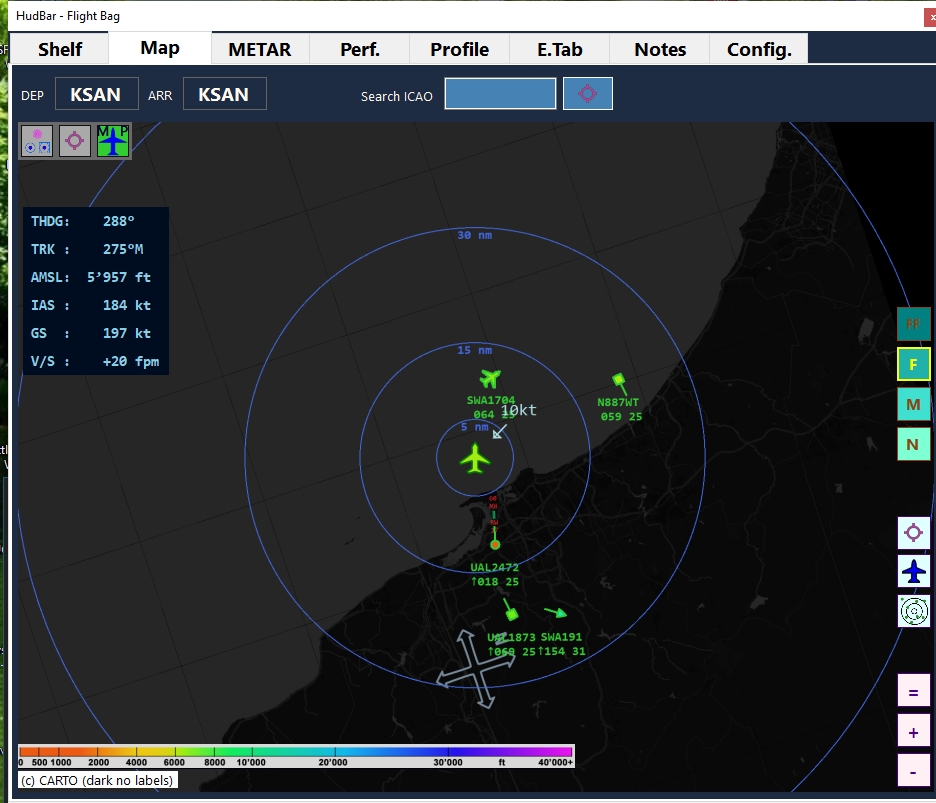 HudBar - Flight Bag
Shelf Map METAR Perf. Profile E.Tab Notes Config.
DEP KSAN ARR KSAN Search ICAO
M P
THDG: 288°
TRK : 275°M
AMSL: 5’957 ft
IAS : 184 kt
GS : 197 kt
V/S : +20 fpm
30 nm
15 nm
SWA1704
064 25
10kt
5 nm
N887WT
059 25
UAL2472
↑018 25
UAL1873 SWA191
↑069 25 ↑154 31
FF
F
M
N
=
+
-
0 500 1000 2000 4000 6000 8000 10'000 20'000 30'000 ft 40'000+
(c) CARTO (dark no labels)